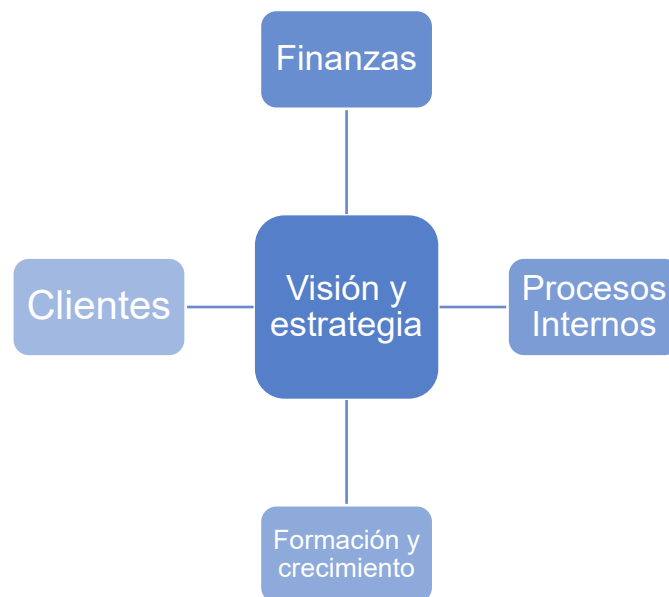 Finanzas
Clientes
Visión y
estrategia
Procesos
Internos
Formación y
crecimiento